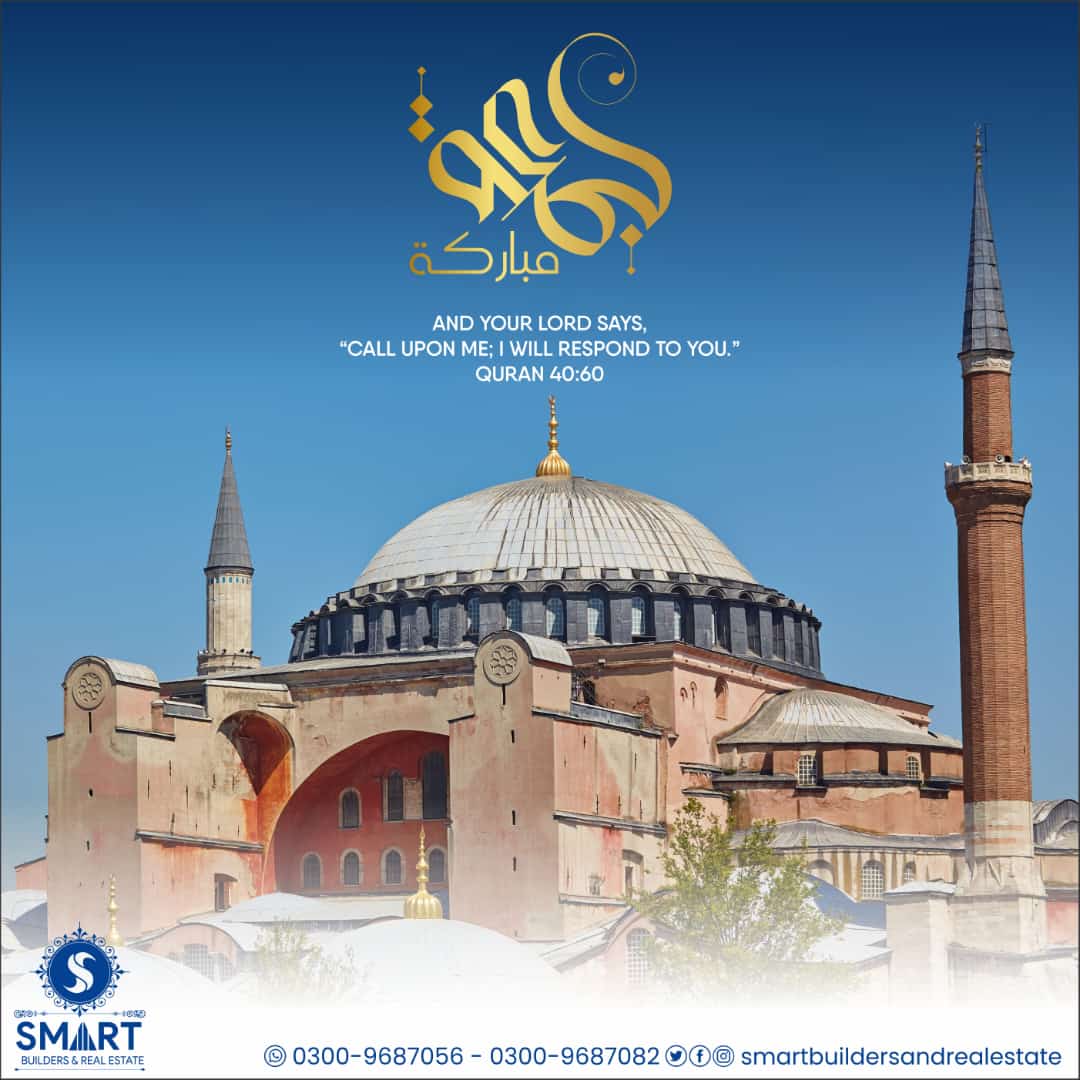 جمعة
مباركة
AND YOUR LORD SAYS,
“CALL UPON ME; I WILL RESPOND TO YOU.”
QURAN 40:60
SMART
BUILDERS & REAL ESTATE
0300-9687056 - 0300-9687082 smartbuildersandrealestate